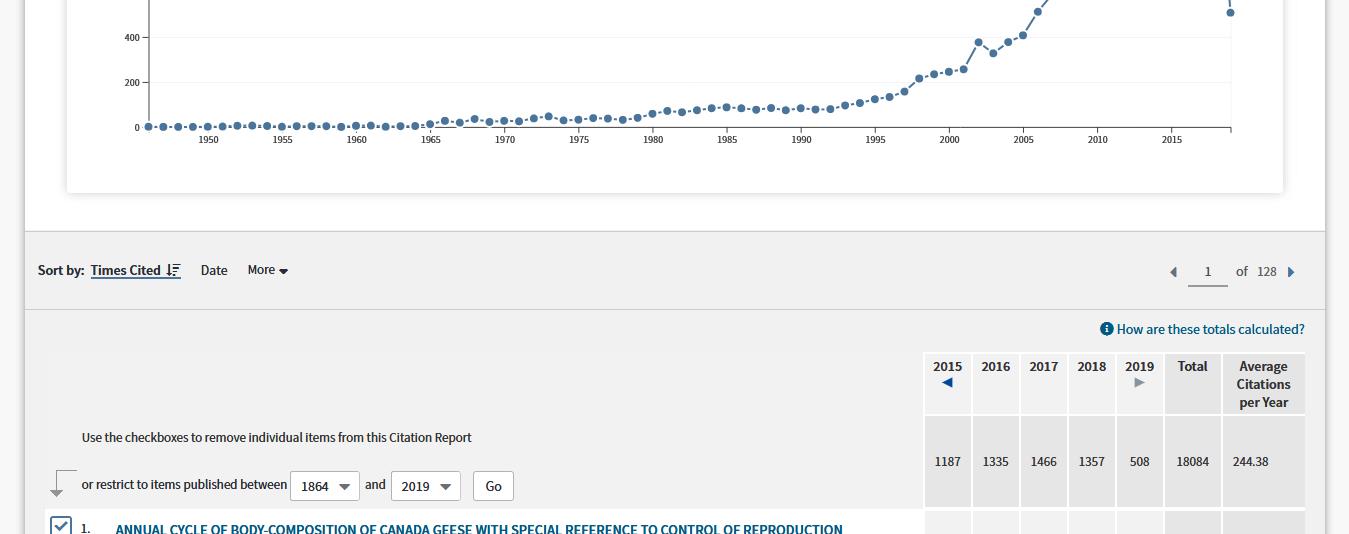 400
200
0
1950 1955 1960 1965 1970 1975 1980 1985 1990 1995 2000 2005 2010 2015
Sort by: Times Cited Date More 1 of 128
How are these totals calculated?
2015 2016 2017 2018 2019 Total Average
Citations
per Year
Use the checkboxes to remove individual items from this Citation Report
1187 1335 1466 1357 508 18084 244.38
or restrict to items published between 1864 and 2019 Go
1. ANNUAL CYCLE OF BODY-COMPOSITION OF CANADA GEESE WITH SPECIAL REFERENCE TO CONTROL OF REPRODUCTION